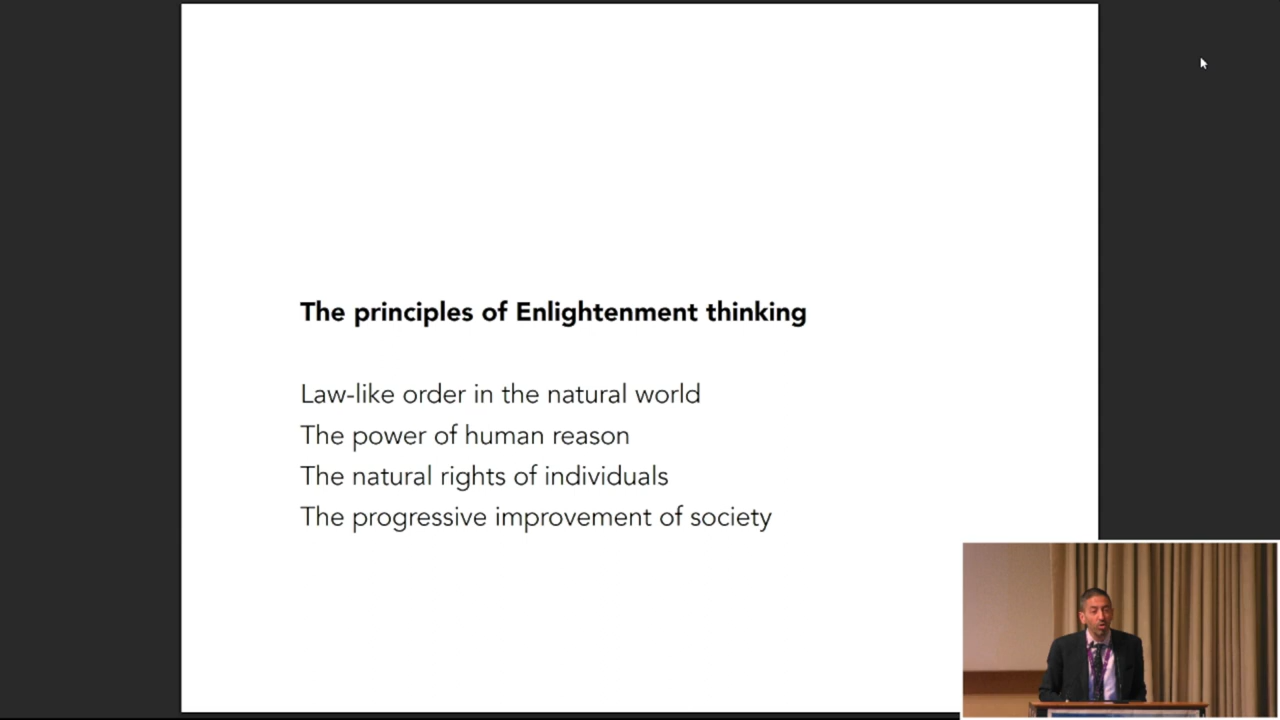 The principles of Enlightenment thinking
Law-like order in the natural world
The power of human reason
The natural rights of individuals
The progressive improvement of society